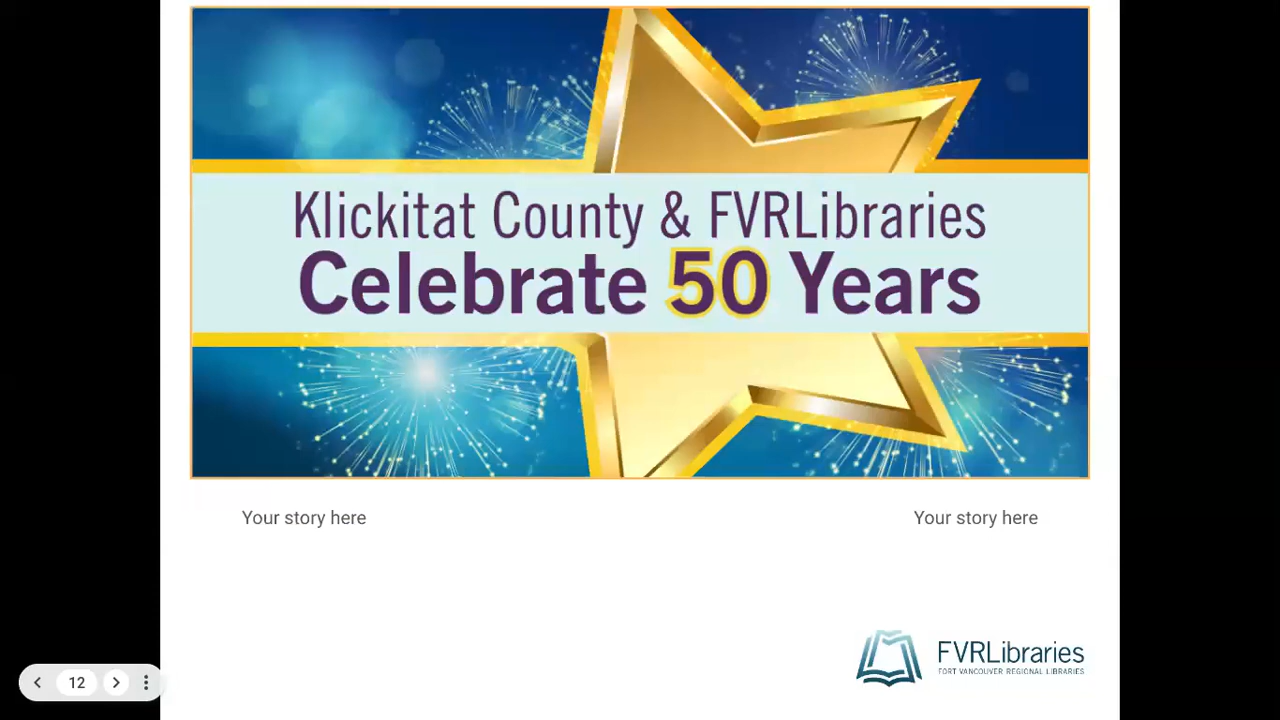 Klickitat County & FVRLibraries
Celebrate 50 Years
Your story here
Your story here
FVRLibraries
FORT VANCOUVER REGIONAL LIBRARIES
12